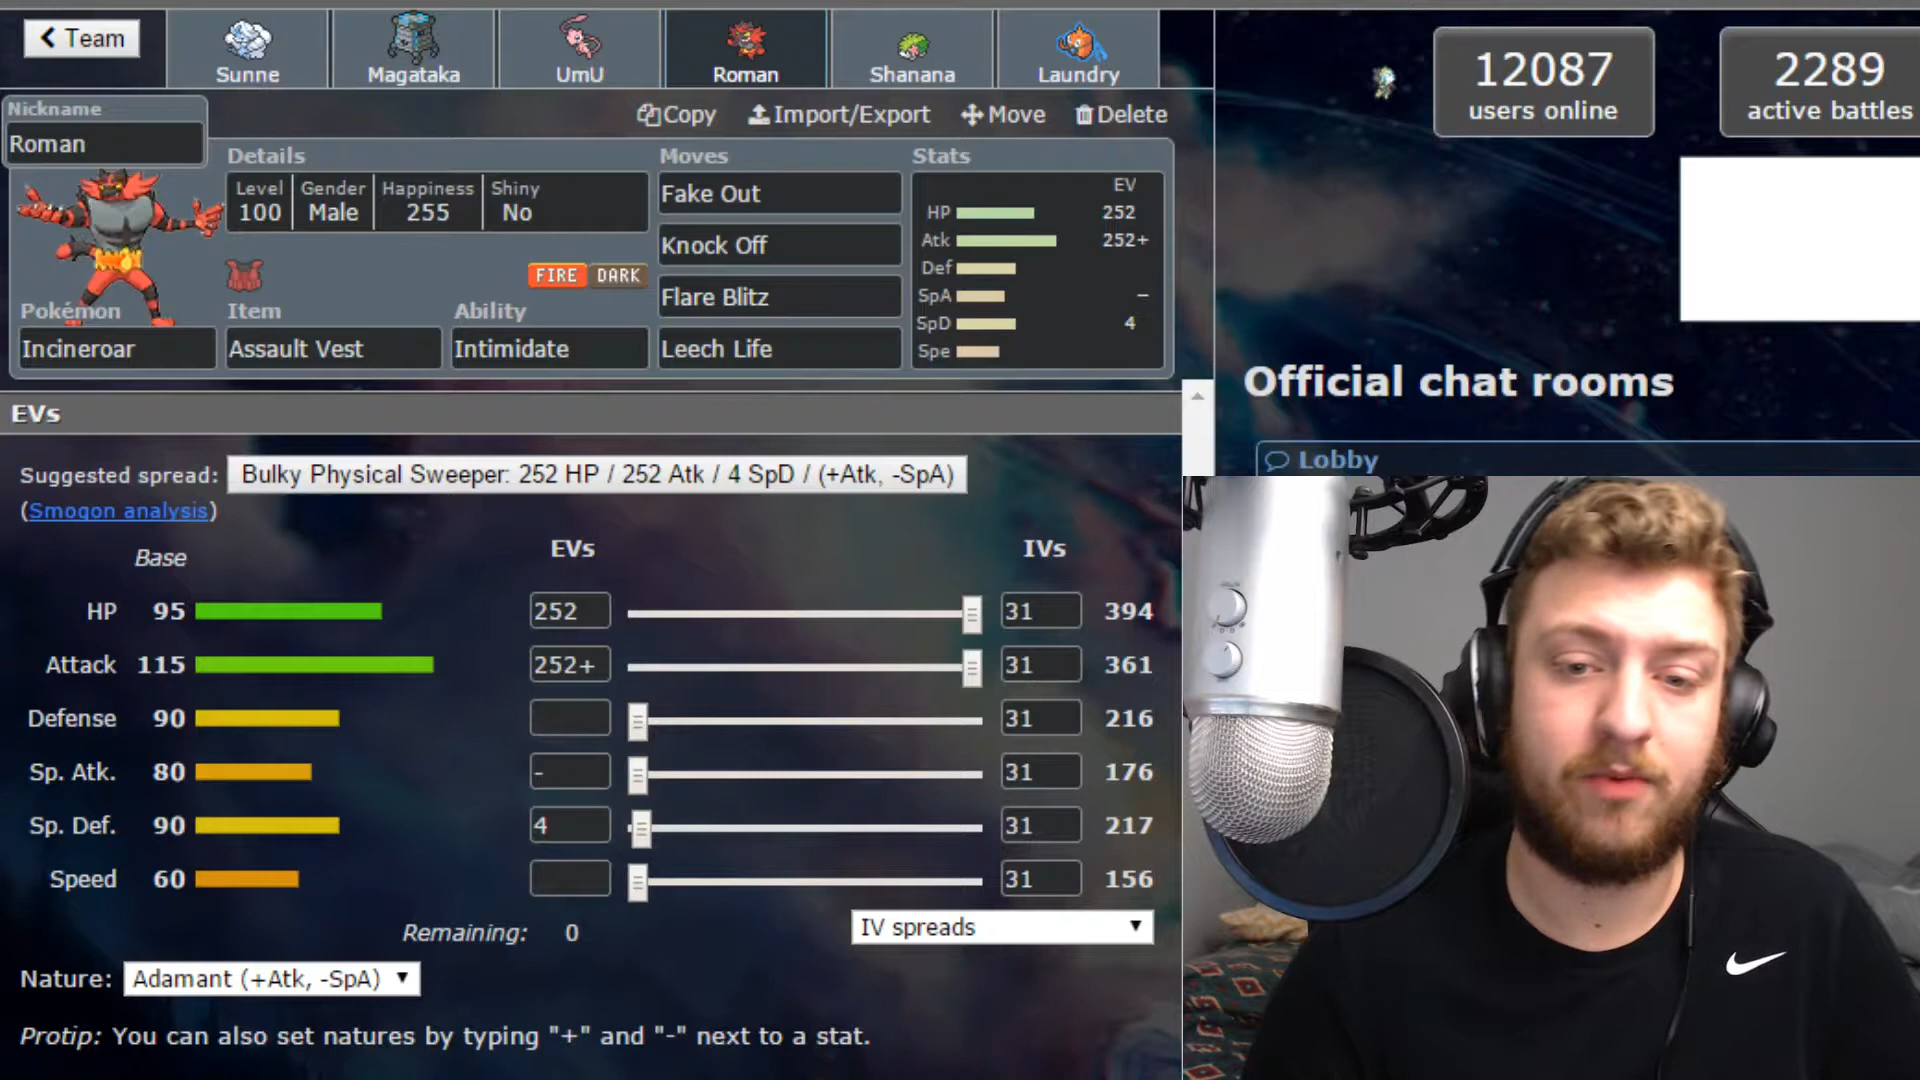 Team
Sunne
Magataka
UmU
Roman
Shanana
Laundry
12087
users online
2289
active battles
Nickname
Roman
Copy
Import/Export
Move
Delete
Details
Level
100
Gender
Male
Happiness
255
Shiny
No
FIRE DARK
Pokémon
Incineroar
Item
Assault Vest
Ability
Intimidate
Moves
Fake Out
Knock Off
Flare Blitz
Leech Life
Stats
EV
HP 252
Atk 252+
Def
SpA −
SpD 4
Spe
Official chat rooms
Lobby
EVs
Suggested spread: Bulky Physical Sweeper: 252 HP / 252 Atk / 4 SpD / (+Atk, -SpA)
(Smogon analysis)
Base EVs IVs
HP 95 252 31 394
Attack 115 252+ 31 361
Defense 90 31 216
Sp. Atk. 80 - 31 176
Sp. Def. 90 4 31 217
Speed 60 31 156
Remaining: 0
IV spreads
Nature: Adamant (+Atk, -SpA)
Protip: You can also set natures by typing "+" and "-" next to a stat.